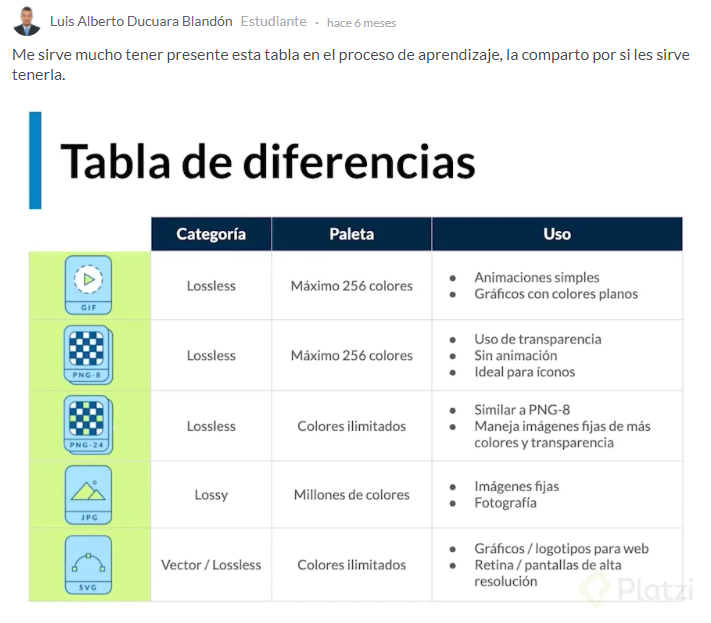 Luis Alberto Ducuara Blandón Estudiante · hace 6 meses
Me sirve mucho tener presente esta tabla en el proceso de aprendizaje, la comparto por si les sirve
tenerla.
Tabla de diferencias
Categoría Paleta Uso
GIF
Lossless
Máximo 256 colores
• Animaciones simples
• Gráficos con colores planos
PNG-8
Lossless
Máximo 256 colores
• Uso de transparencia
• Sin animación
• Ideal para íconos
PNG-24
Lossless
Colores ilimitados
• Similar a PNG-8
• Maneja imágenes fijas de más
colores y transparencia
JPG
Lossy
Millones de colores
• Imágenes fijas
• Fotografía
SVG
Vector / Lossless
Colores ilimitados
• Gráficos / logotipos para web
• Retina / pantallas de alta
resolución
Platzi